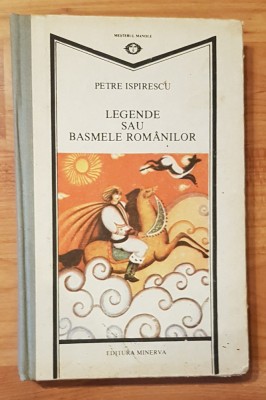 MEȘTERUL MANOLE
PETRE ISPIRESCU
LEGENDE
SAU
BASMELE ROMÂNILOR
EDITURA MINERVA